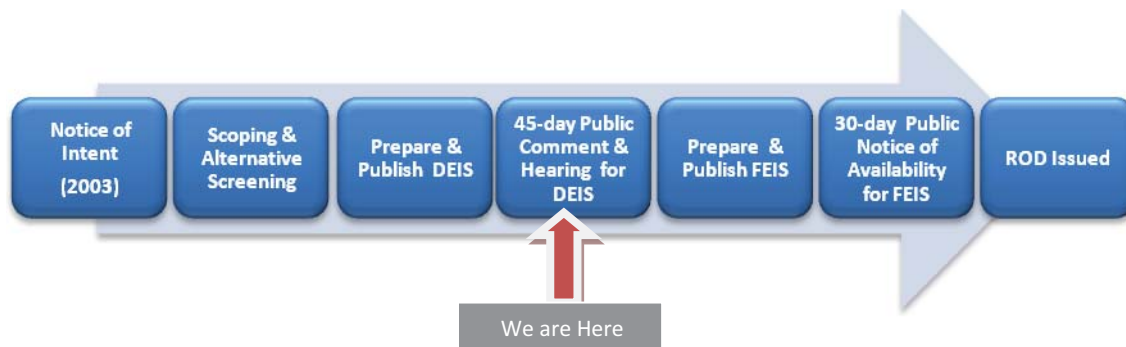 Notice of
Intent
(2003)
Scoping &
Alternative
Screening
Prepare &
Publish DEIS
45-day Public
Comment &
Hearing for
DEIS
Prepare &
Publish FEIS
30-day Public
Notice of
Availability
for FEIS
ROD Issued
We are Here